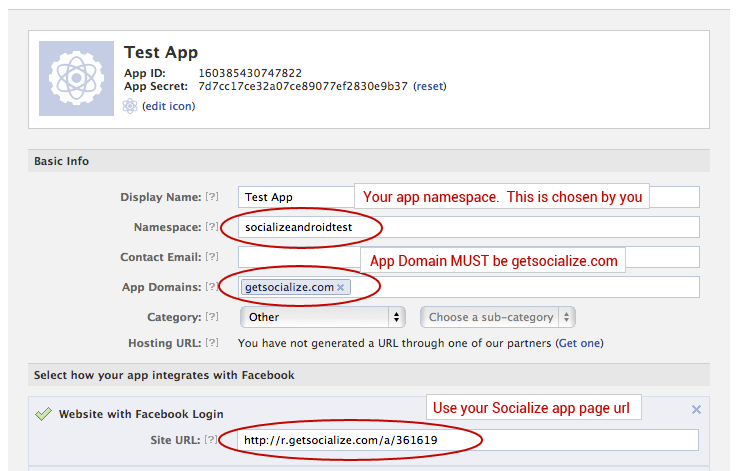 Test App
App ID: 160385430747822
App Secret: 7d7cc17ce32a07ce89077ef2830e9b37 (reset)
(edit icon)
Basic Info
Display Name: [?] Test App
Your app namespace. This is chosen by you
Namespace: [?] socializeandroidtest
Contact Email: [?]
App Domain MUST be getsocialize.com
App Domains: [?] getsocialize.com ×
Category: [?] Other Choose a sub-category
Hosting URL: [?] You have not generated a URL through one of our partners (Get one)
Select how your app integrates with Facebook
Use your Socialize app page url
Website with Facebook Login
Site URL: [?] http://r.getsocialize.com/a/361619